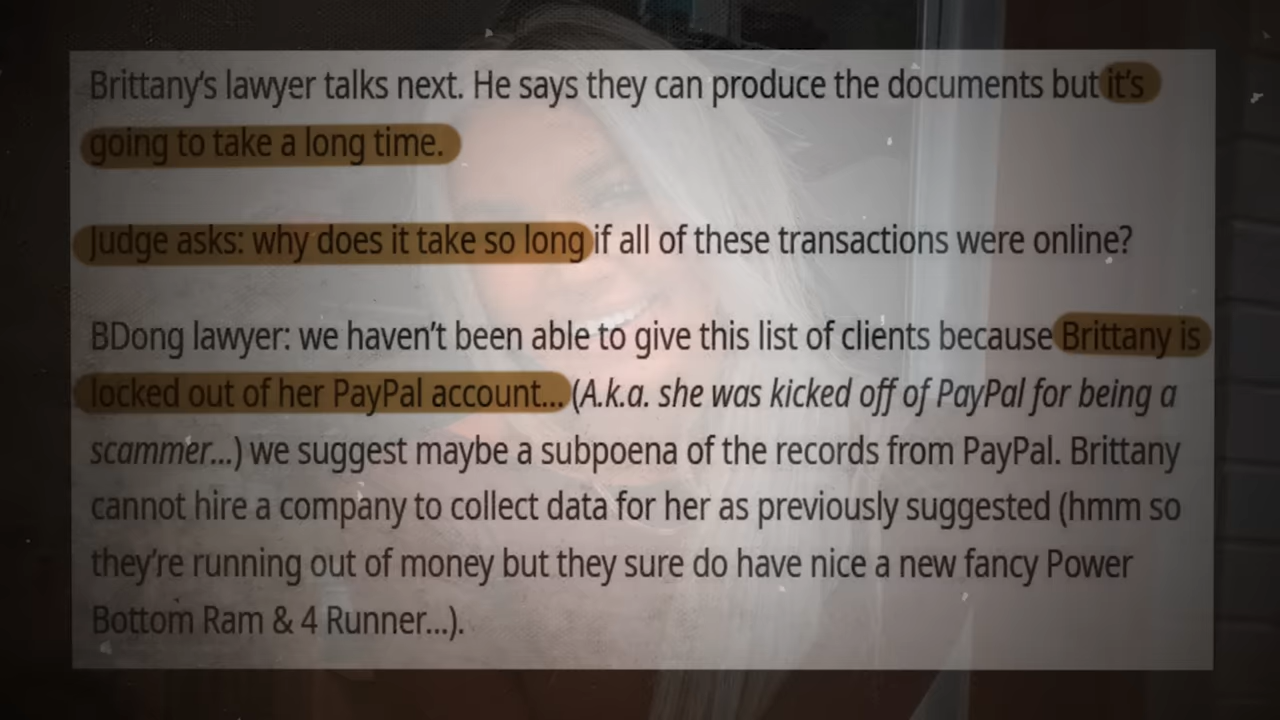 Brittany's lawyer talks next. He says they can produce the documents but it's
going to take a long time.
Judge asks: why does it take so long if all of these transactions were online?
BDong lawyer: we haven't been able to give this list of clients because Brittany is
locked out of her PayPal account... (A.k.a. she was kicked off of PayPal for being a
scammer...) we suggest maybe a subpoena of the records from PayPal. Brittany
cannot hire a company to collect data for her as previously suggested (hmm so
they're running out of money but they sure do have nice a new fancy Power
Bottom Ram & 4 Runner...).